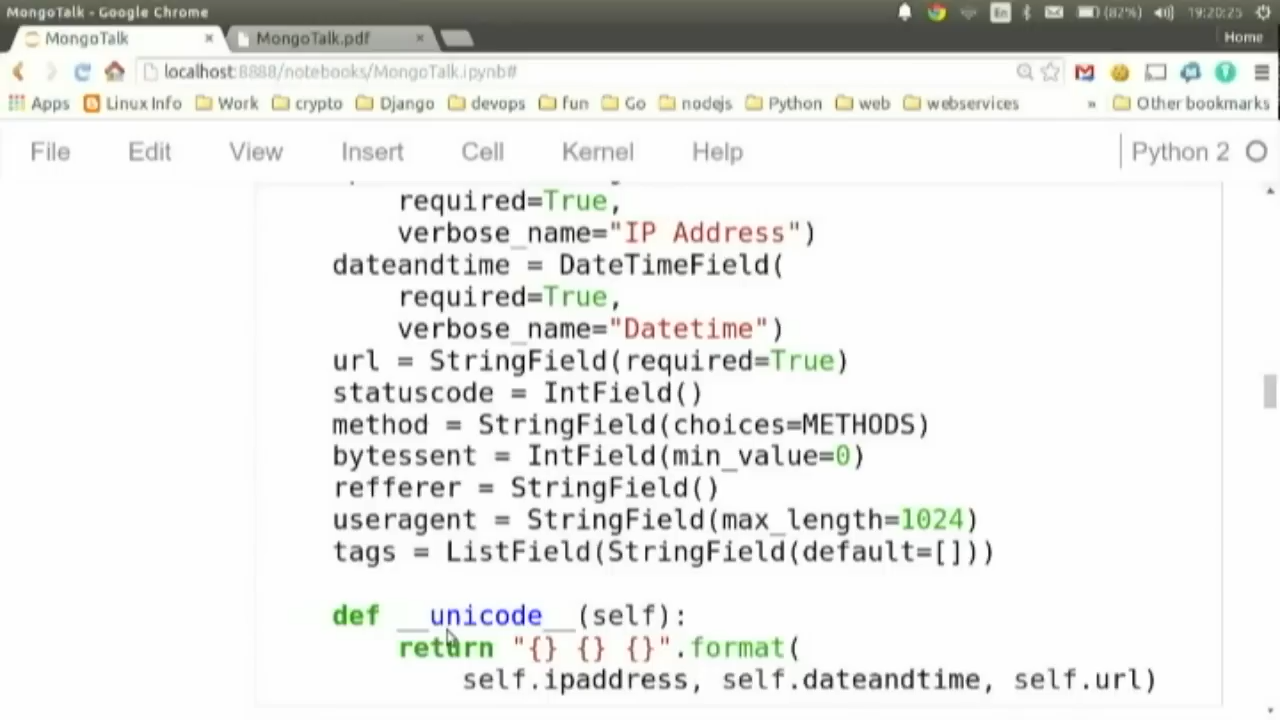 MongoTalk - Google Chrome
En (82%) 19:20:25
MongoTalk × MongoTalk.pdf × Home
localhost:8888/notebooks/MongoTalk.ipynb#
Apps Linux Info Work crypto Django devops fun Go nodejs Python web webservices » Other bookmarks
File Edit View Insert Cell Kernel Help Python 2
required=True,
verbose_name="IP Address")
dateandtime = DateTimeField(
required=True,
verbose_name="Datetime")
url = StringField(required=True)
statuscode = IntField()
method = StringField(choices=METHODS)
bytessent = IntField(min_value=0)
refferer = StringField()
useragent = StringField(max_length=1024)
tags = ListField(StringField(default=[]))
def __unicode__(self):
return "{} {} {}".format(
self.ipaddress, self.dateandtime, self.url)